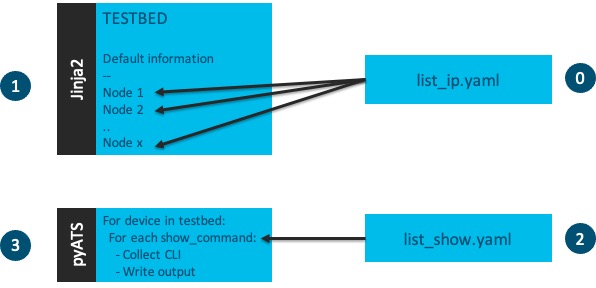 TESTBED
Default information
--
Node 1
Node 2
..
Node x
Jinja2
1
list_ip.yaml
0
For device in testbed:
For each show_command:
- Collect CLI
- Write output
pyATS
3
list_show.yaml
2